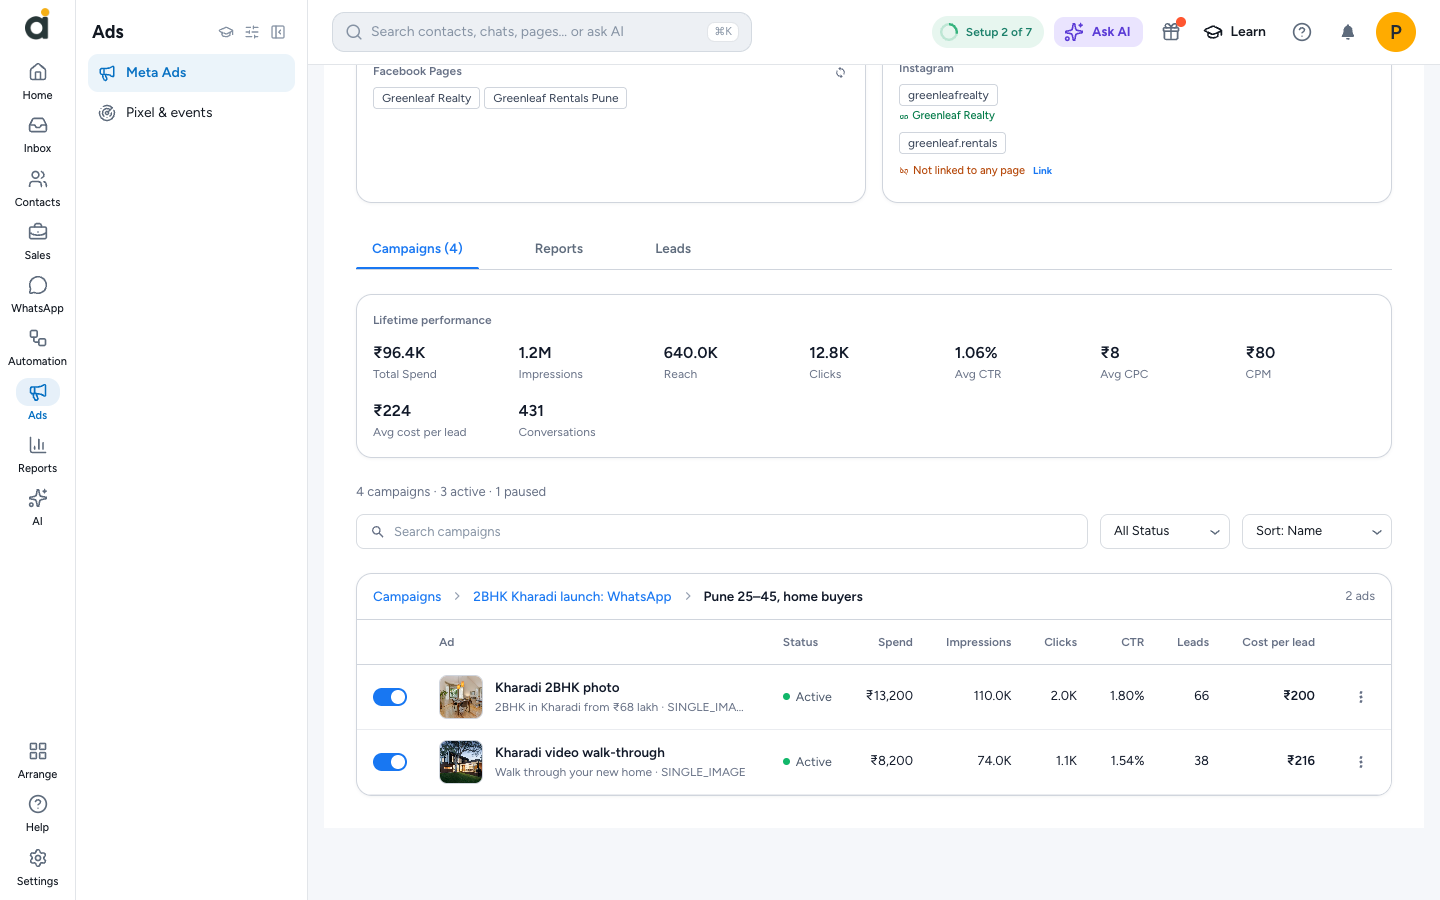 Home
Inbox
Contacts
Sales
WhatsApp
Automation
Ads
Reports
AI
Arrange
Help
Settings
Ads
Meta Ads
Pixel & events
Search contacts, chats, pages... or ask AI
⌘K
Setup 2 of 7
Ask AI
Learn
P
Facebook Pages
Greenleaf Realty
Greenleaf Rentals Pune
Instagram
greenleafrealty
Greenleaf Realty
greenleaf.rentals
Not linked to any page Link
Campaigns (4)
Reports
Leads
Lifetime performance
₹96.4K
Total Spend
1.2M
Impressions
640.0K
Reach
12.8K
Clicks
1.06%
Avg CTR
₹8
Avg CPC
₹80
CPM
₹224
Avg cost per lead
431
Conversations
4 campaigns · 3 active · 1 paused
Search campaigns
All Status
Sort: Name
Campaigns > 2BHK Kharadi launch: WhatsApp > Pune 25–45, home buyers
2 ads
Ad Status Spend Impressions Clicks CTR Leads Cost per lead
Kharadi 2BHK photo
2BHK in Kharadi from ₹68 lakh · SINGLE_IMA...
Active ₹13,200 110.0K 2.0K 1.80% 66 ₹200
Kharadi video walk-through
Walk through your new home · SINGLE_IMAGE
Active ₹8,200 74.0K 1.1K 1.54% 38 ₹216